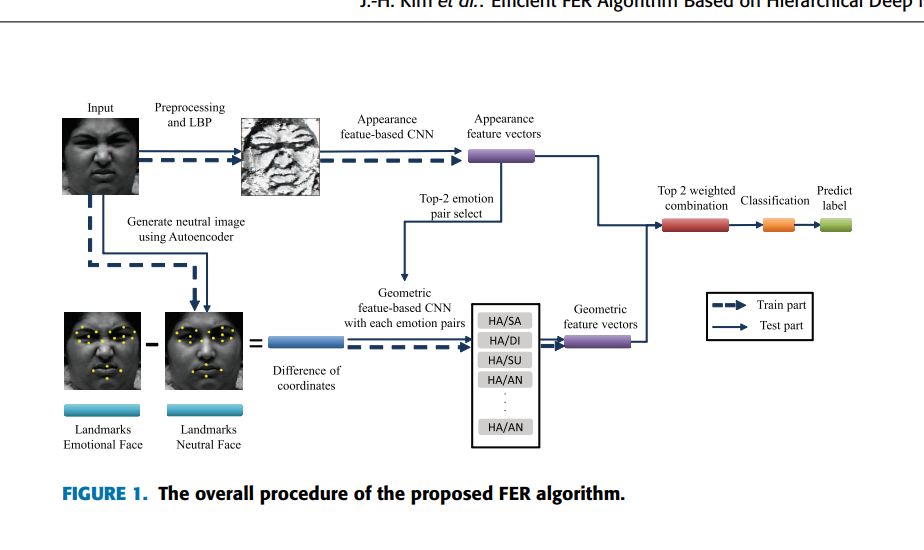 J.-H. Kim et al.: Efficient FER Algorithm Based on Hierarchical Deep
Input
Preprocessing
and LBP
Appearance
featue-based CNN
Appearance
feature vectors
Top-2 emotion
pair select
Generate neutral image
using Autoencoder
Top 2 weighted
combination
Classification
Predict
label
Geometric
featue-based CNN
with each emotion pairs
HA/SA
HA/DI
HA/SU
HA/AN
.
.
.
HA/AN
Geometric
feature vectors
Train part
Test part
-
=
Difference of
coordinates
Landmarks
Emotional Face
Landmarks
Neutral Face
FIGURE 1. The overall procedure of the proposed FER algorithm.